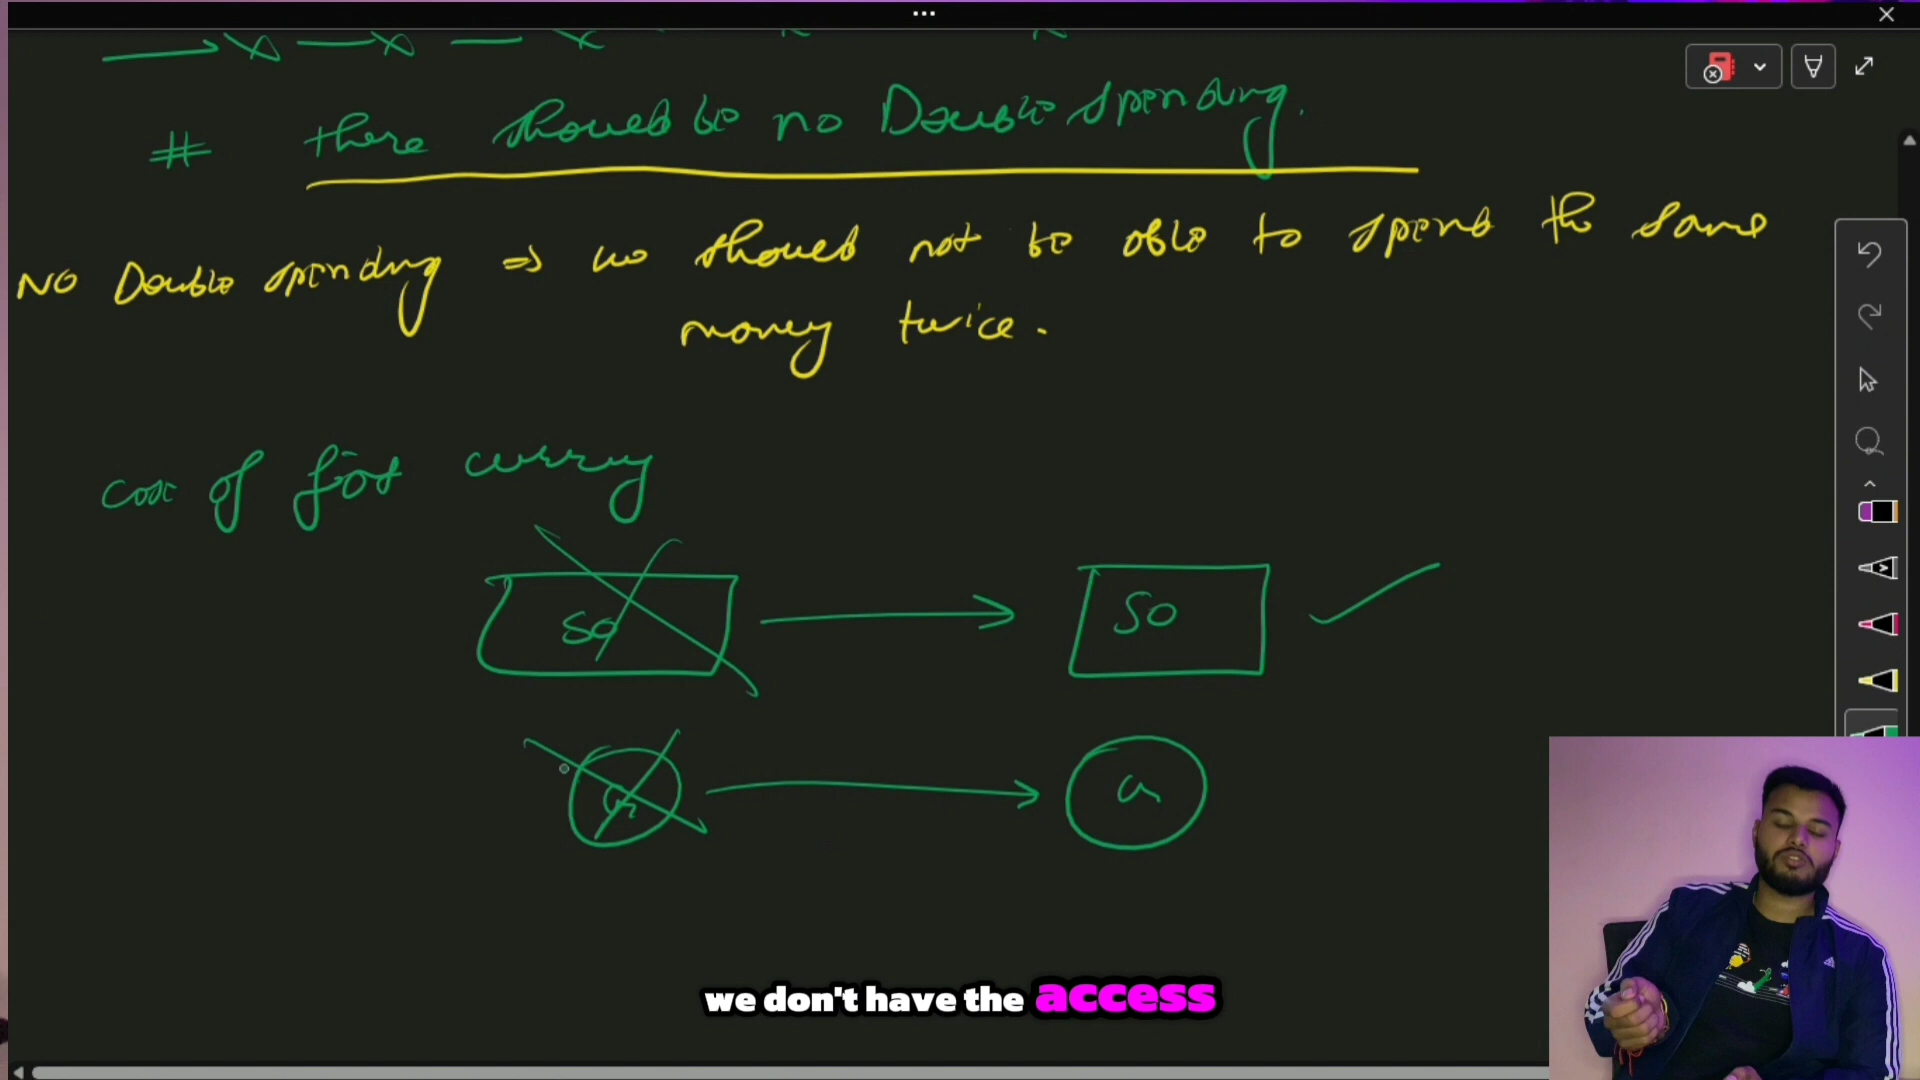 # there should be no Double spending.
NO Double spending => we should not be able to spend the same
money twice.
case of fiat curry
50 50
a a
we don't have the access